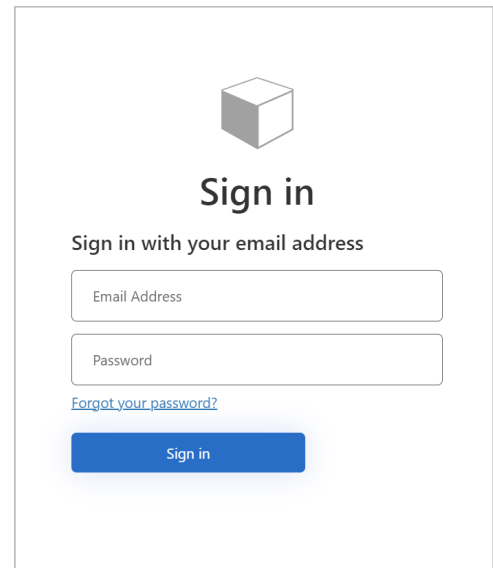 Sign in
Sign in with your email address
Email Address
Password
Forgot your password?
Sign in